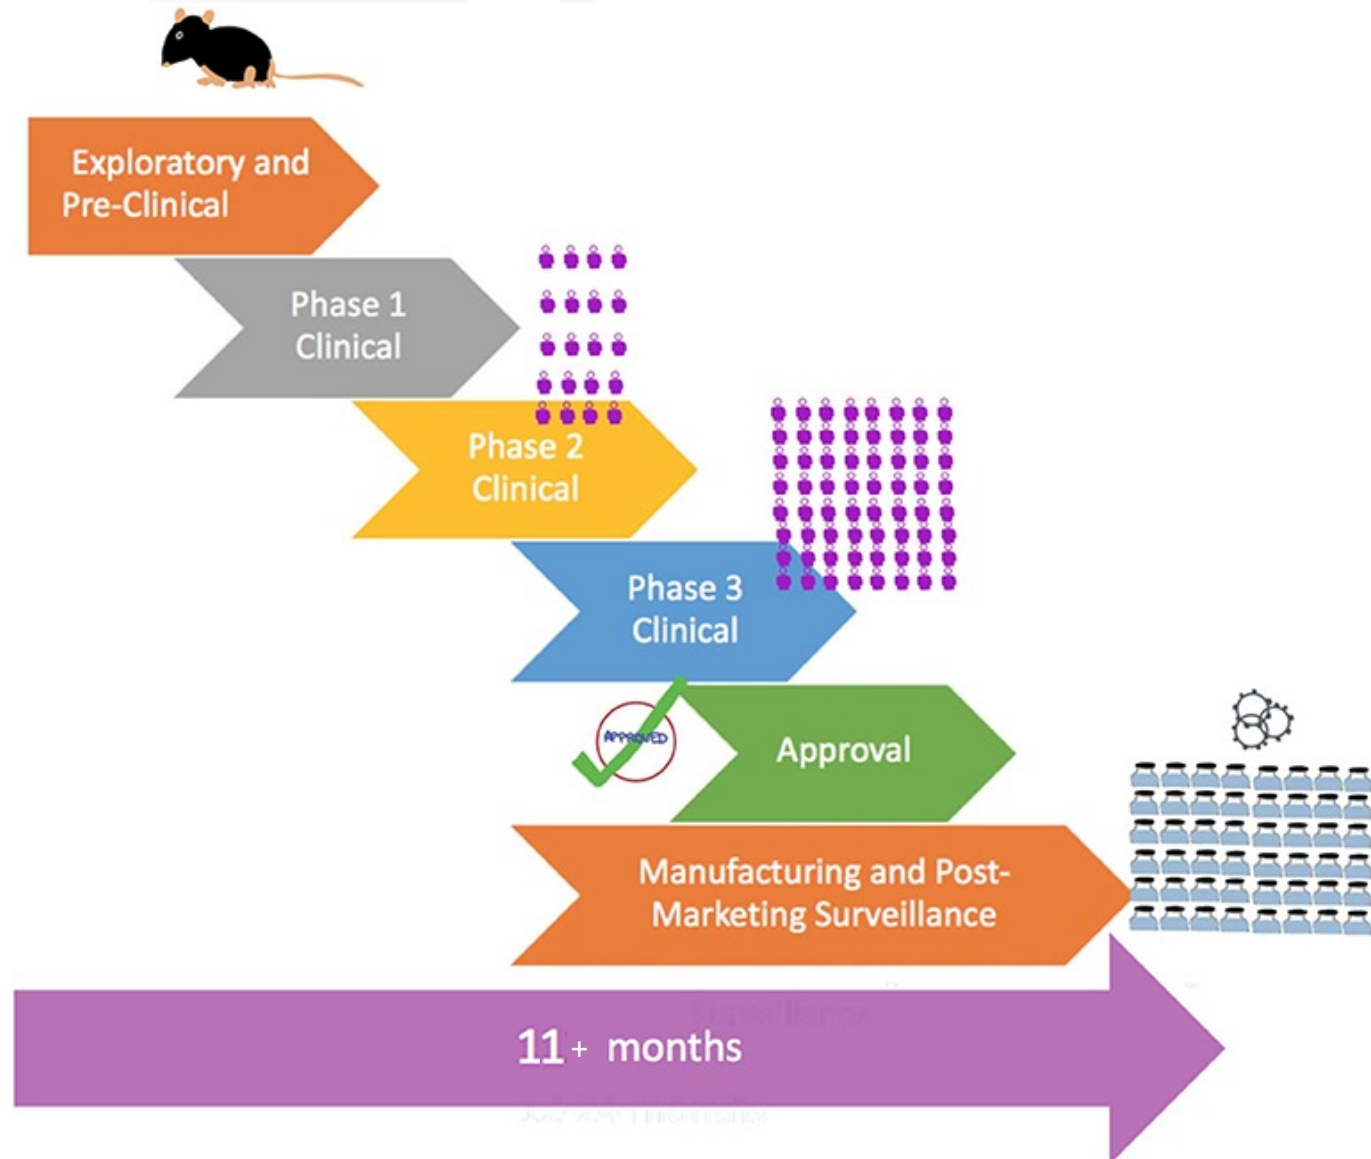 Exploratory and
Pre-Clinical
Phase 1
Clinical
Phase 2
Clinical
Phase 3
Clinical
APPROVED
Approval
Manufacturing and Post-
Marketing Surveillance
11+ months